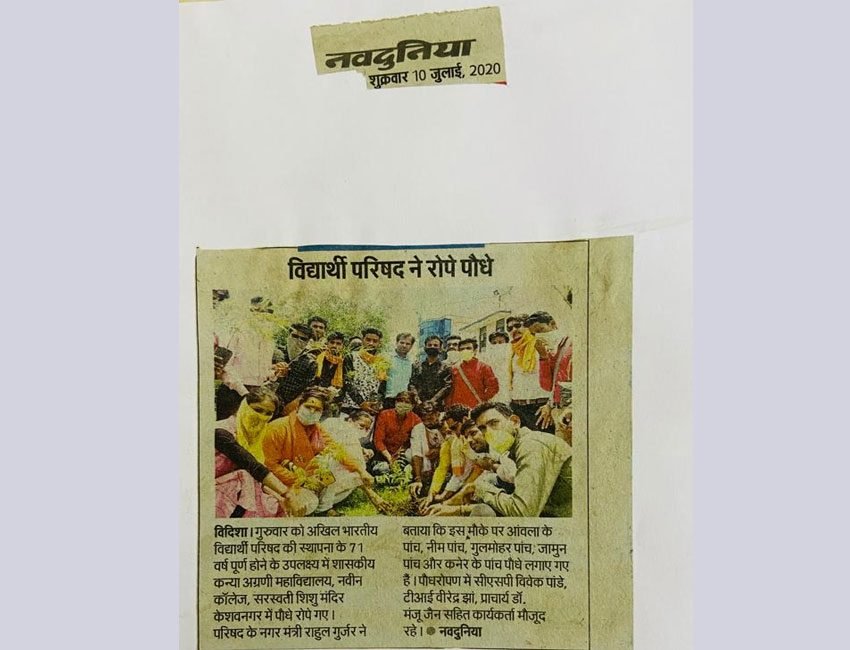 नवदुनिया
शुक्रवार 10 जुलाई, 2020
विद्यार्थी परिषद ने रोपे पौधे
विदिशा। गुरुवार को अखिल भारतीय
विद्यार्थी परिषद की स्थापना के 71
वर्ष पूर्ण होने के उपलक्ष्य में शासकीय
कन्या अग्रणी महाविद्यालय, नवीन
कॉलेज, सरस्वती शिशु मंदिर
केशवनगर में पौधे रोपे गए।
परिषद के नगर मंत्री राहुल गुर्जर ने
बताया कि इस मौके पर आंवला के
पांच, नीम पांच, गुलमोहर पांच, जामुन
पांच और कनेर के पांच पौधे लगाए गए
हैं। पौधरोपण में सीएसपी विवेक पांडे,
टीआई वीरेंद्र झां, प्राचार्य डॉ.
मंजू जैन सहित कार्यकर्ता मौजूद
रहे। ● नवदुनिया